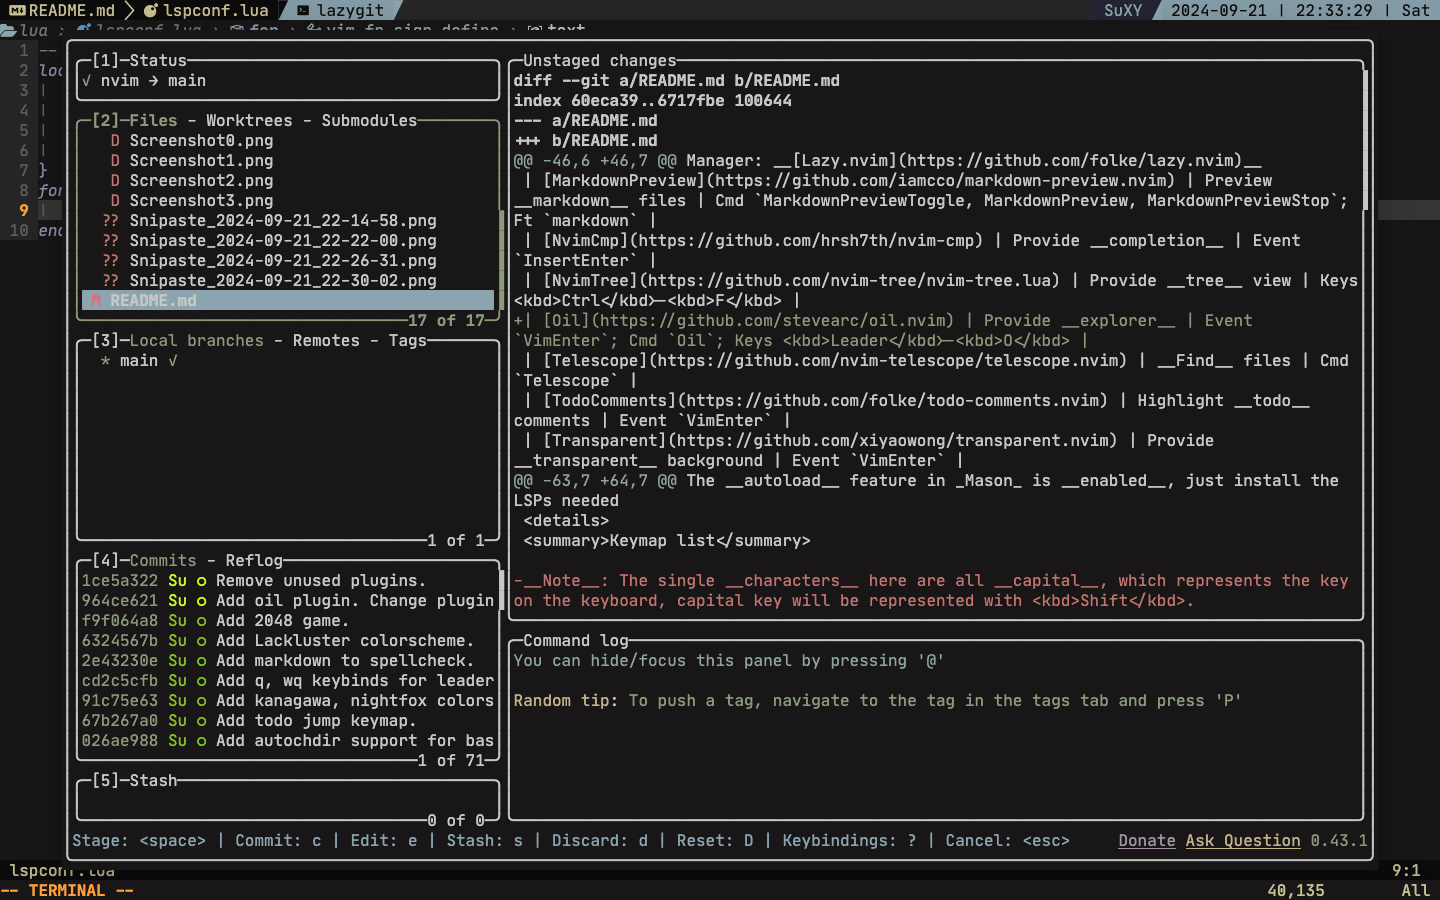 README.md lspconf.lua lazygit SuXY 2024-09-21 | 22:33:29 | Sat
lua > lspconf.lua > for > vim.fn.sign_define > text
1 --
2 loc
3 |
4 |
5 |
6 |
7 }
8 for
9 |
10 end
[1]-Status
✓ nvim → main
[2]-Files - Worktrees - Submodules
D Screenshot0.png
D Screenshot1.png
D Screenshot2.png
D Screenshot3.png
?? Snipaste_2024-09-21_22-14-58.png
?? Snipaste_2024-09-21_22-22-00.png
?? Snipaste_2024-09-21_22-26-31.png
?? Snipaste_2024-09-21_22-30-02.png
M README.md
17 of 17
[3]-Local branches - Remotes - Tags
* main ✓
1 of 1
[4]-Commits - Reflog
1ce5a322 Su o Remove unused plugins.
964ce621 Su o Add oil plugin. Change plugin
f9f064a8 Su o Add 2048 game.
6324567b Su o Add Lackluster colorscheme.
2e43230e Su o Add markdown to spellcheck.
cd2c5cfb Su o Add q, wq keybinds for leader
91c75e63 Su o Add kanagawa, nightfox colors
67b267a0 Su o Add todo jump keymap.
026ae988 Su o Add autochdir support for bas
1 of 71
[5]-Stash
0 of 0
Unstaged changes
diff --git a/README.md b/README.md
index 60eca39..6717fbe 100644
--- a/README.md
+++ b/README.md
@@ -46,6 +46,7 @@ Manager: __[Lazy.nvim](https://github.com/folke/lazy.nvim)__
| [MarkdownPreview](https://github.com/iamcco/markdown-preview.nvim) | Preview
__markdown__ files | Cmd `MarkdownPreviewToggle, MarkdownPreview, MarkdownPreviewStop`;
Ft `markdown` |
| [NvimCmp](https://github.com/hrsh7th/nvim-cmp) | Provide __completion__ | Event
`InsertEnter` |
| [NvimTree](https://github.com/nvim-tree/nvim-tree.lua) | Provide __tree__ view | Keys
<kbd>Ctrl</kbd>—<kbd>F</kbd> |
+| [Oil](https://github.com/stevearc/oil.nvim) | Provide __explorer__ | Event
`VimEnter`; Cmd `Oil`; Keys <kbd>Leader</kbd>—<kbd>O</kbd> |
| [Telescope](https://github.com/nvim-telescope/telescope.nvim) | __Find__ files | Cmd
`Telescope` |
| [TodoComments](https://github.com/folke/todo-comments.nvim) | Highlight __todo__
comments | Event `VimEnter` |
| [Transparent](https://github.com/xiyaowong/transparent.nvim) | Provide
__transparent__ background | Event `VimEnter` |
@@ -63,7 +64,7 @@ The __autoload__ feature in _Mason_ is __enabled__, just install the
LSPs needed
<details>
<summary>Keymap list</summary>
-__Note__: The single __characters__ here are all __capital__, which represents the key
on the keyboard, capital key will be represented with <kbd>Shift</kbd>.
Command log
You can hide/focus this panel by pressing '@'
Random tip: To push a tag, navigate to the tag in the tags tab and press 'P'
Stage: <space> | Commit: c | Edit: e | Stash: s | Discard: d | Reset: D | Keybindings: ? | Cancel: <esc> Donate Ask Question 0.43.1
lspconf.lua 9:1
-- TERMINAL -- 40,135 All